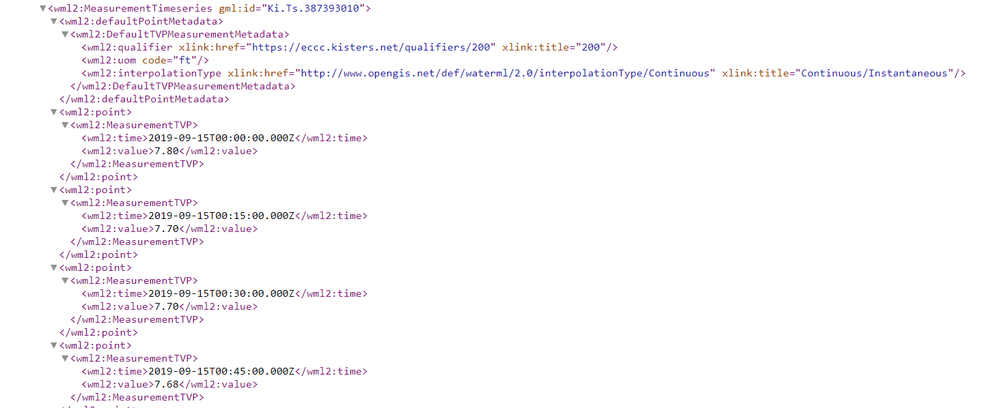 ▼<wml2:MeasurementTimeseries gml:id="Ki.Ts.387393010">
▼<wml2:defaultPointMetadata>
▼<wml2:DefaultTVPMeasurementMetadata>
<wml2:qualifier xlink:href="https://eccc.kisters.net/qualifiers/200" xlink:title="200"/>
<wml2:uom code="ft"/>
<wml2:interpolationType xlink:href="http://www.opengis.net/def/waterml/2.0/interpolationType/Continuous" xlink:title="Continuous/Instantaneous"/>
</wml2:DefaultTVPMeasurementMetadata>
</wml2:defaultPointMetadata>
▼<wml2:point>
▼<wml2:MeasurementTVP>
<wml2:time>2019-09-15T00:00:00.000Z</wml2:time>
<wml2:value>7.80</wml2:value>
</wml2:MeasurementTVP>
</wml2:point>
▼<wml2:point>
▼<wml2:MeasurementTVP>
<wml2:time>2019-09-15T00:15:00.000Z</wml2:time>
<wml2:value>7.70</wml2:value>
</wml2:MeasurementTVP>
</wml2:point>
▼<wml2:point>
▼<wml2:MeasurementTVP>
<wml2:time>2019-09-15T00:30:00.000Z</wml2:time>
<wml2:value>7.70</wml2:value>
</wml2:MeasurementTVP>
</wml2:point>
▼<wml2:point>
▼<wml2:MeasurementTVP>
<wml2:time>2019-09-15T00:45:00.000Z</wml2:time>
<wml2:value>7.68</wml2:value>
</wml2:MeasurementTVP>